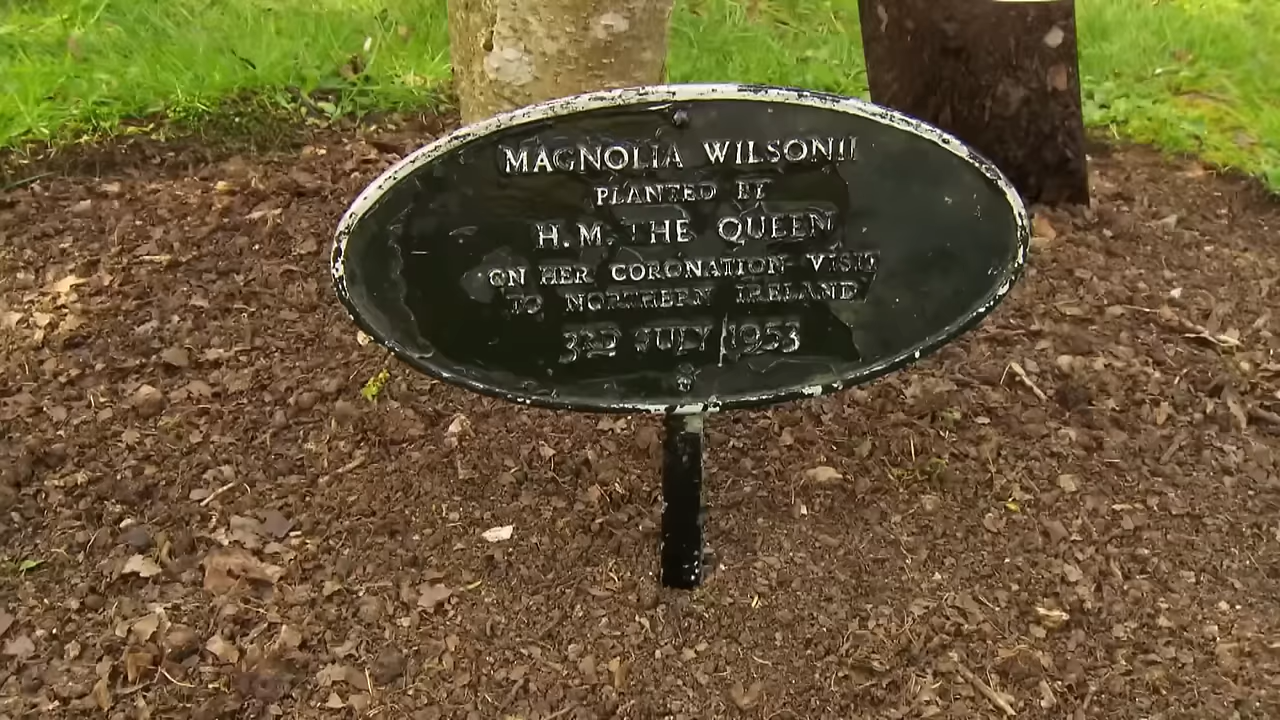 MAGNOLIA WILSONII
PLANTED BY
H.M. THE QUEEN
ON HER CORONATION VISIT
TO NORTHERN IRELAND
3RD JULY 1953